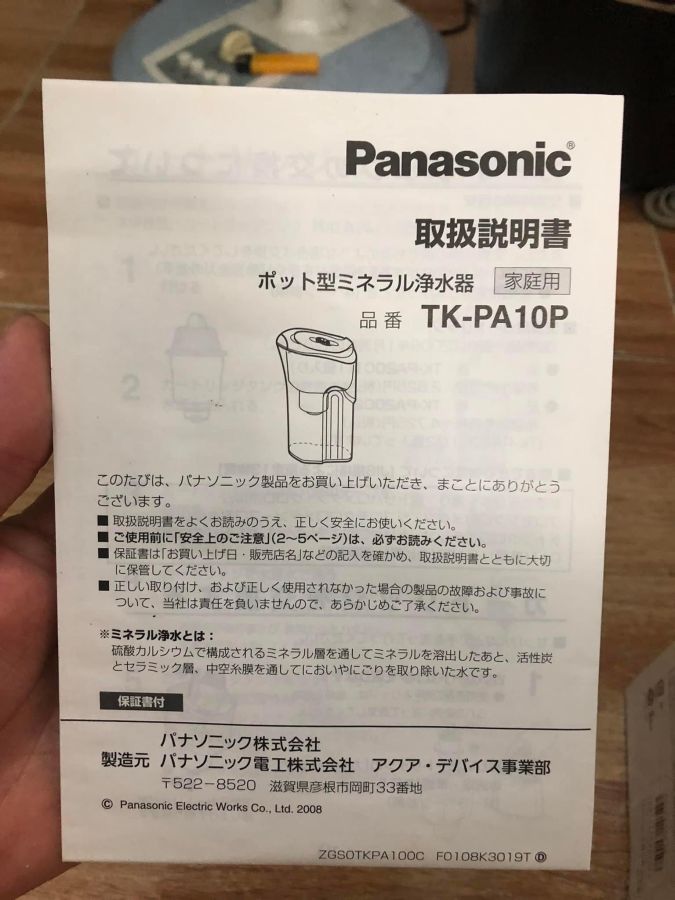 Panasonic®
取扱説明書
ポット型ミネラル浄水器 家庭用
品番 TK-PA10P
このたびは、パナソニック製品をお買い上げいただき、まことにありがとう
ございます。
■ 取扱説明書をよくお読みのうえ、正しく安全にお使いください。
■ ご使用前に「安全上のご注意」(2~5ページ)は、必ずお読みください。
■ 保証書は「お買い上げ日・販売店名」などの記入を確かめ、取扱説明書とともに大切
に保管してください。
■ 正しい取り付け、および正しく使用されなかった場合の製品の故障および事故に
ついて、当社は責任を負いませんので、あらかじめご了承ください。
※ミネラル浄水とは:
硫酸カルシウムで構成されるミネラル層を通してミネラルを溶出したあと、活性炭
とセラミック層、中空糸膜を通してにおいやにごりを取り除いた水です。
保証書付
パナソニック株式会社
製造元 パナソニック電工株式会社 アクア・デバイス事業部
〒522-8520 滋賀県彦根市岡町33番地
© Panasonic Electric Works Co., Ltd. 2008
ZGS0TKPA100C F0108K3019T Ⓓ